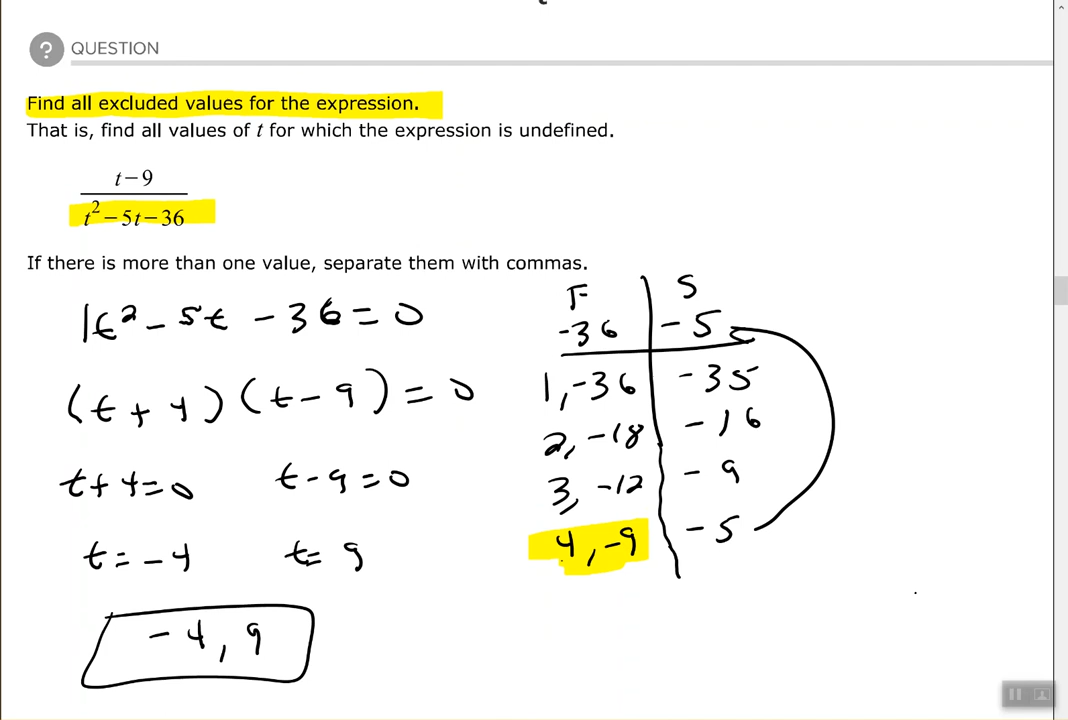 ? QUESTION
Find all excluded values for the expression.
That is, find all values of t for which the expression is undefined.
t−9
t²−5t−36
If there is more than one value, separate them with commas.
1t²-5t-36=0
(t+4)(t-9)=0
t+4=0 t-9=0
t=-4 t=9
-4,9
F S
-36 -5
1,-36 -35
2,-18 -16
3,-12 -9
4,-9 -5